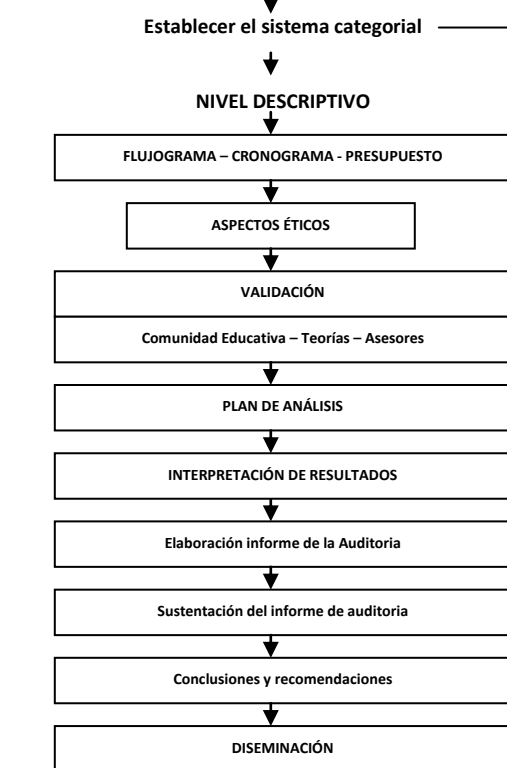 Establecer el sistema categorial
NIVEL DESCRIPTIVO
FLUJOGRAMA – CRONOGRAMA - PRESUPUESTO
ASPECTOS ÉTICOS
VALIDACIÓN
Comunidad Educativa – Teorías – Asesores
PLAN DE ANÁLISIS
INTERPRETACIÓN DE RESULTADOS
Elaboración informe de la Auditoria
Sustentación del informe de auditoria
Conclusiones y recomendaciones
DISEMINACIÓN